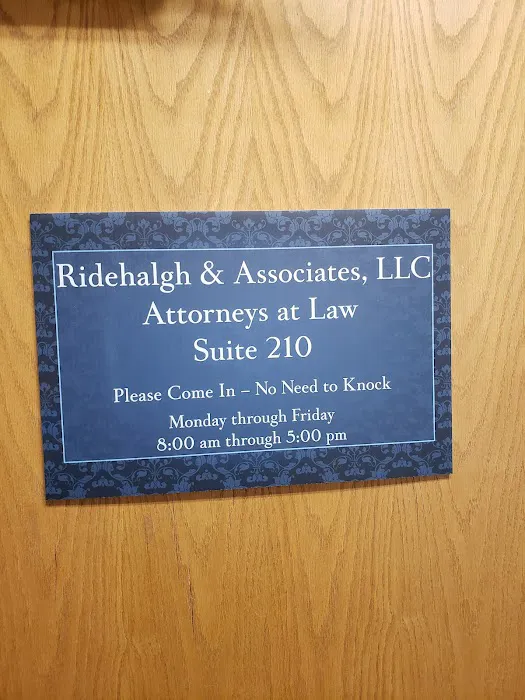 Ridehalgh & Associates, LLC
Attorneys at Law
Suite 210
Please Come In – No Need to Knock
Monday through Friday
8:00 am through 5:00 pm